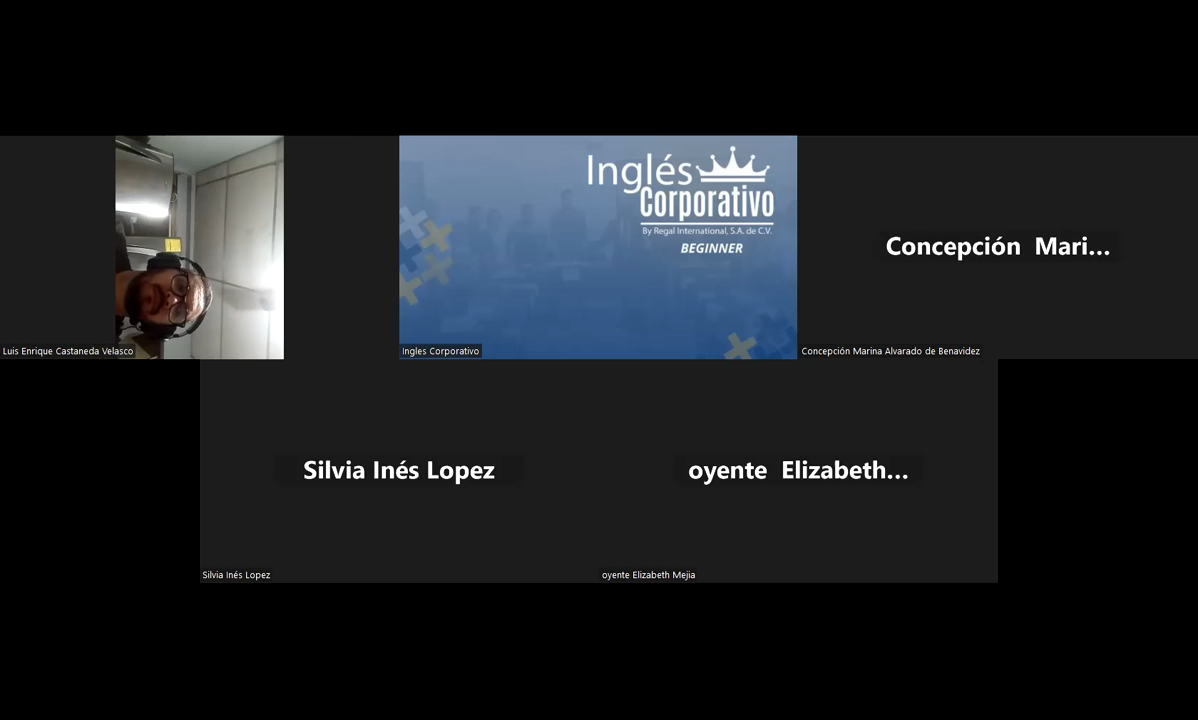 Inglés
Corporativo
By Regal International, S.A. de C.V.
BEGINNER
Concepción Mari...
Luis Enrique Castaneda Velasco
Ingles Corporativo
Concepción Marina Alvarado de Benavidez
Silvia Inés Lopez
oyente Elizabeth...
Silvia Inés Lopez
oyente Elizabeth Mejia